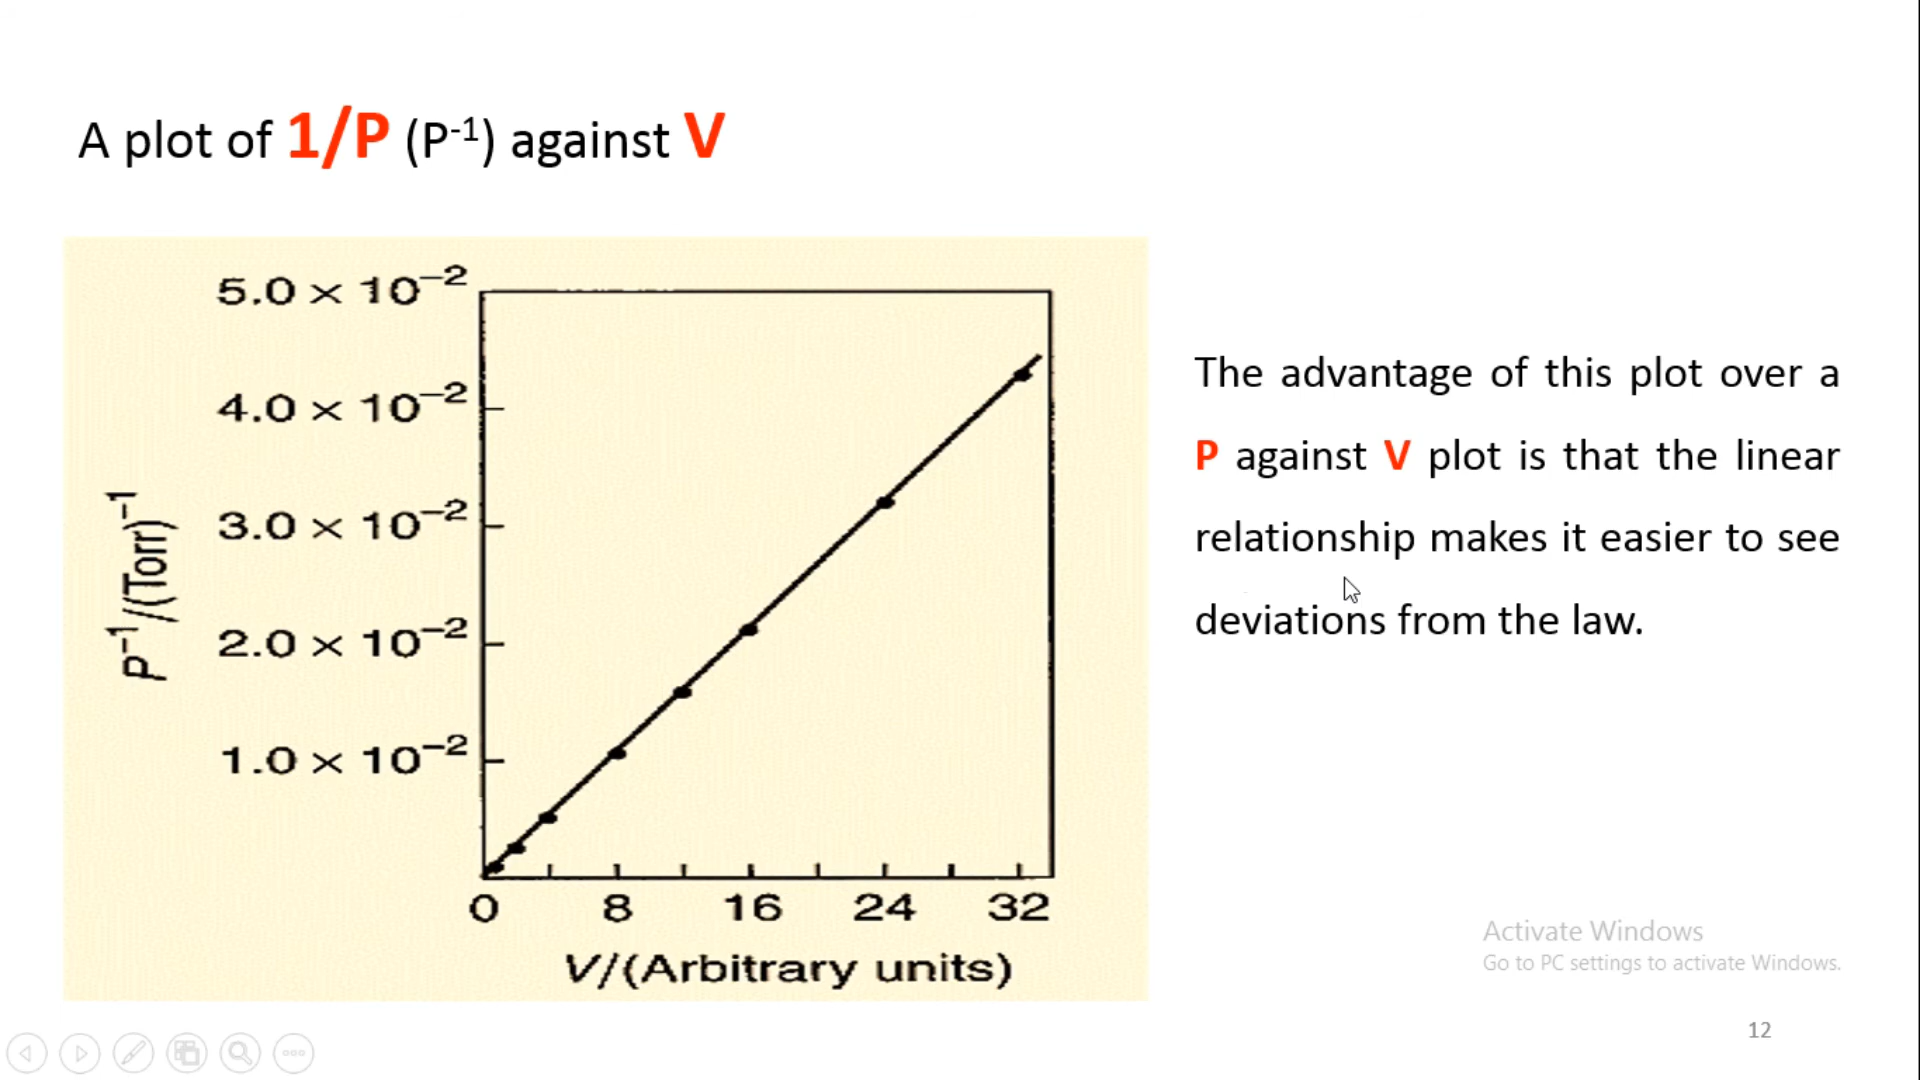 A plot of 1/P (P⁻¹) against V
5.0 × 10⁻²
4.0 × 10⁻²
3.0 × 10⁻²
2.0 × 10⁻²
1.0 × 10⁻²
P⁻¹/(Torr)⁻¹
0 8 16 24 32
V/(Arbitrary units)
The advantage of this plot over a
P against V plot is that the linear
relationship makes it easier to see
deviations from the law.
Activate Windows
Go to PC settings to activate Windows.
12